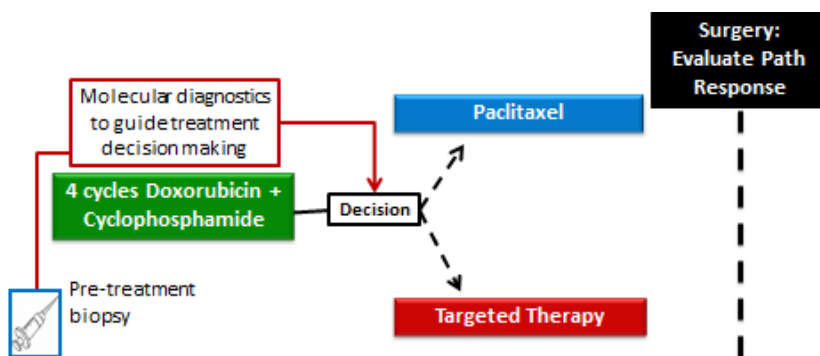 Surgery:
Evaluate Path
Response
Molecular diagnostics
to guide treatment
decision making
Paclitaxel
4 cycles Doxorubicin +
Cyclophosphamide
Decision
Pre-treatment
biopsy
Targeted Therapy